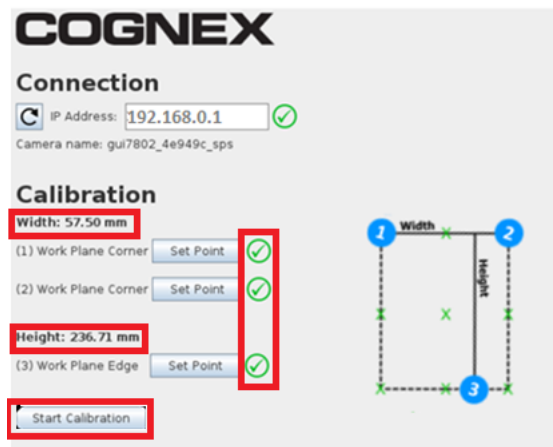 COGNEX
Connection
IP Address: 192.168.0.1
Camera name: gui7802_4e949c_sps
Calibration
Width: 57.50 mm
(1) Work Plane Corner Set Point
(2) Work Plane Corner Set Point
Height: 236.71 mm
(3) Work Plane Edge Set Point
Start Calibration
1 Width 2
Height
3